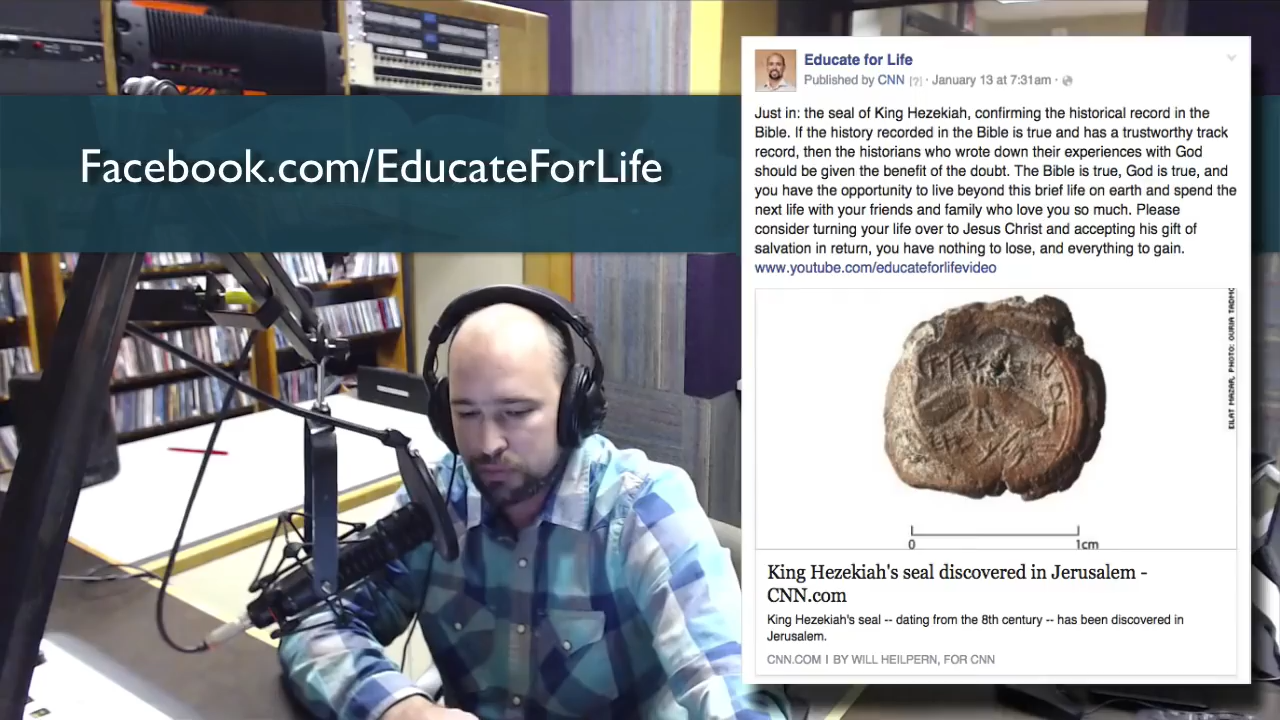 Facebook.com/EducateForLife
Educate for Life
Published by CNN [?] · January 13 at 7:31am ·
Just in: the seal of King Hezekiah, confirming the historical record in the
Bible. If the history recorded in the Bible is true and has a trustworthy track
record, then the historians who wrote down their experiences with God
should be given the benefit of the doubt. The Bible is true, God is true, and
you have the opportunity to live beyond this brief life on earth and spend the
next life with your friends and family who love you so much. Please
consider turning your life over to Jesus Christ and accepting his gift of
salvation in return, you have nothing to lose, and everything to gain.
www.youtube.com/educateforlifevideo
EILAT MAZAR, PHOTO: OURIA
0 1cm
King Hezekiah's seal discovered in Jerusalem -
CNN.com
King Hezekiah's seal -- dating from the 8th century -- has been discovered in
Jerusalem.
CNN.COM | BY WILL HEILPERN, FOR CNN